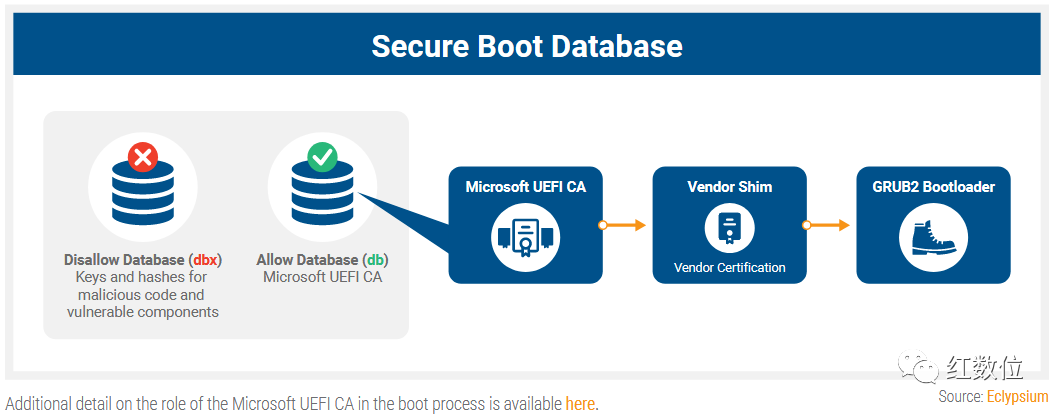 Secure Boot Database
Disallow Database (dbx)
Keys and hashes for
malicious code and
vulnerable components
Allow Database (db)
Microsoft UEFI CA
Microsoft UEFI CA
Vendor Shim
Vendor Certification
GRUB2 Bootloader
红数位
Source: Eclypsium
Additional detail on the role of the Microsoft UEFI CA in the boot process is available here.